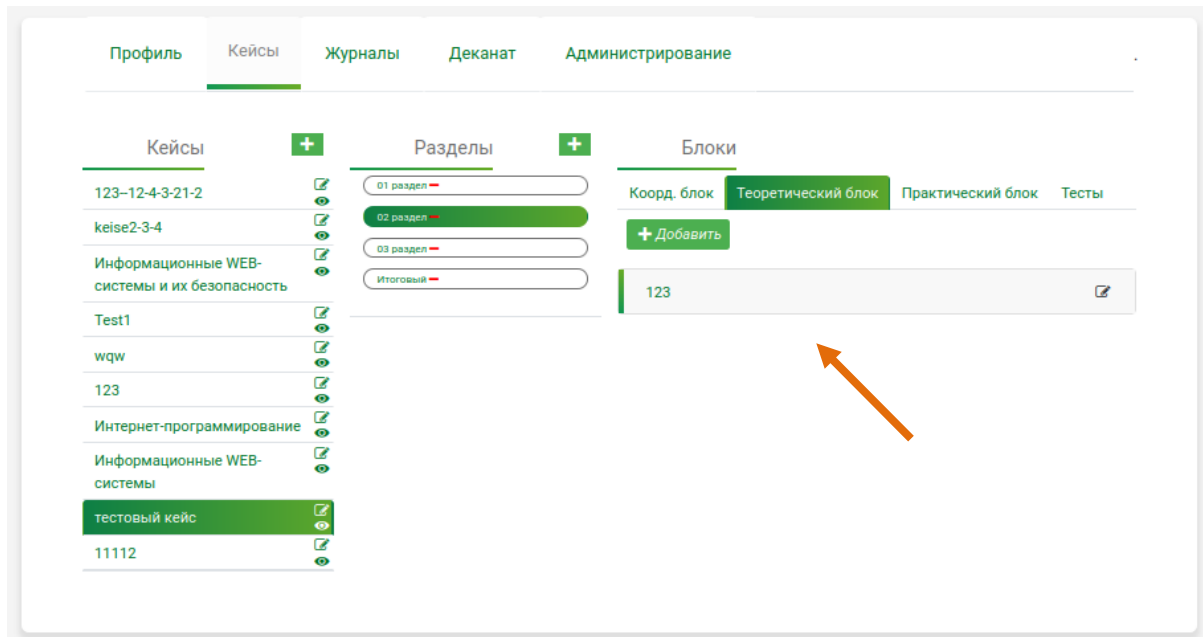 Профиль Кейсы Журналы Деканат Администрирование .
Кейсы
123--12-4-3-21-2
keise2-3-4
Информационные WEB-
системы и их безопасность
Test1
wqw
123
Интернет-программирование
Информационные WEB-
системы
тестовый кейс
11112
Разделы
01 раздел
02 раздел
03 раздел
Итоговый
Блоки
Коорд. блок Теоретический блок Практический блок Тесты
Добавить
123